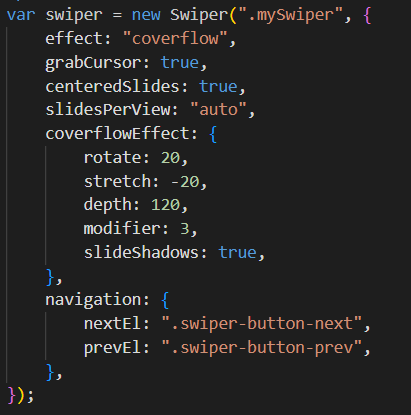 var swiper = new Swiper(".mySwiper", {
    effect: "coverflow",
    grabCursor: true,
    centeredSlides: true,
    slidesPerView: "auto",
    coverflowEffect: {
        rotate: 20,
        stretch: -20,
        depth: 120,
        modifier: 3,
        slideShadows: true,
    },
    navigation: {
        nextEl: ".swiper-button-next",
        prevEl: ".swiper-button-prev",
    },
});